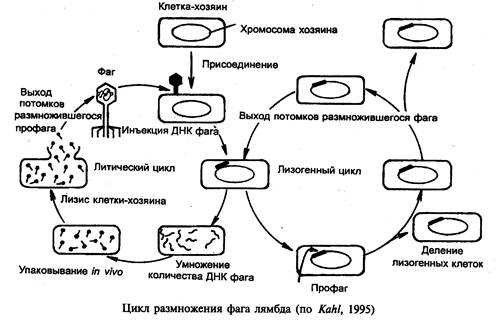 Клетка-хозяин
Хромосома хозяина
Присоединение
Фаг
Выход
потомков
размножившегося
профага
Инъекция ДНК фага
Выход потомков размножившегося фага
Литический цикл
Лизис клетки-хозяина
Лизогенный цикл
Упаковывание in vivo
Умножение
количества ДНК фага
Профаг
Деление
лизогенных клеток
Цикл размножения фага лямбда (по Kahl, 1995)